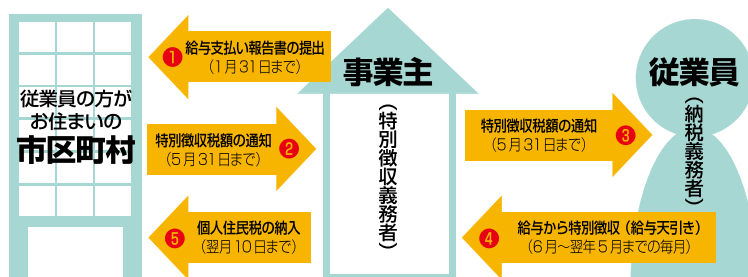 従業員の方が
お住まいの
市区町村
❶ 給与支払い報告書の提出
(1月31日まで)
特別徴収税額の通知 ❷
(5月31日まで)
❺ 個人住民税の納入
(翌月10日まで)
事業主
(特別徴収義務者)
特別徴収税額の通知 ❸
(5月31日まで)
❹ 給与から特別徴収(給与天引き)
(6月~翌年5月までの毎月)
従業員
(納税義務者)